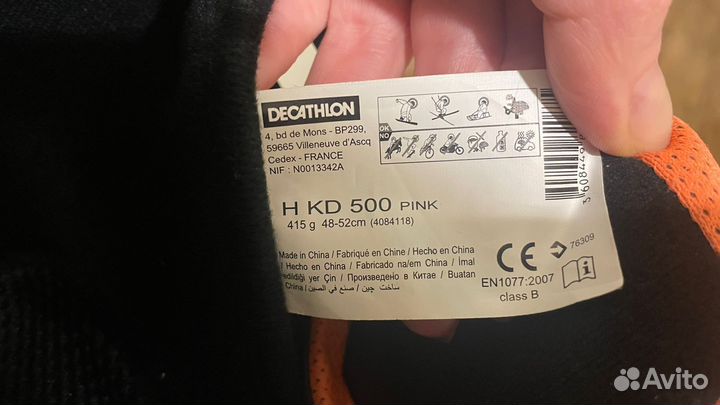 DECATHLON
4, bd de Mons - BP299,
59665 Villeneuve d'Ascq
Cedex - FRANCE
NIF : N0013342A
OK
NO
H KD 500 PINK
415 g 48-52cm (4084118)
Made in China / Fabriqué en Chine / Hecho en China
/ Hecho en China / Fabricado na/em China / İmal
edildiği yer Çin / Произведено в Китае / Buatan
China / صنع في الصين / ساخت چین
CE
76309
EN1077:2007
class B
i
Avito